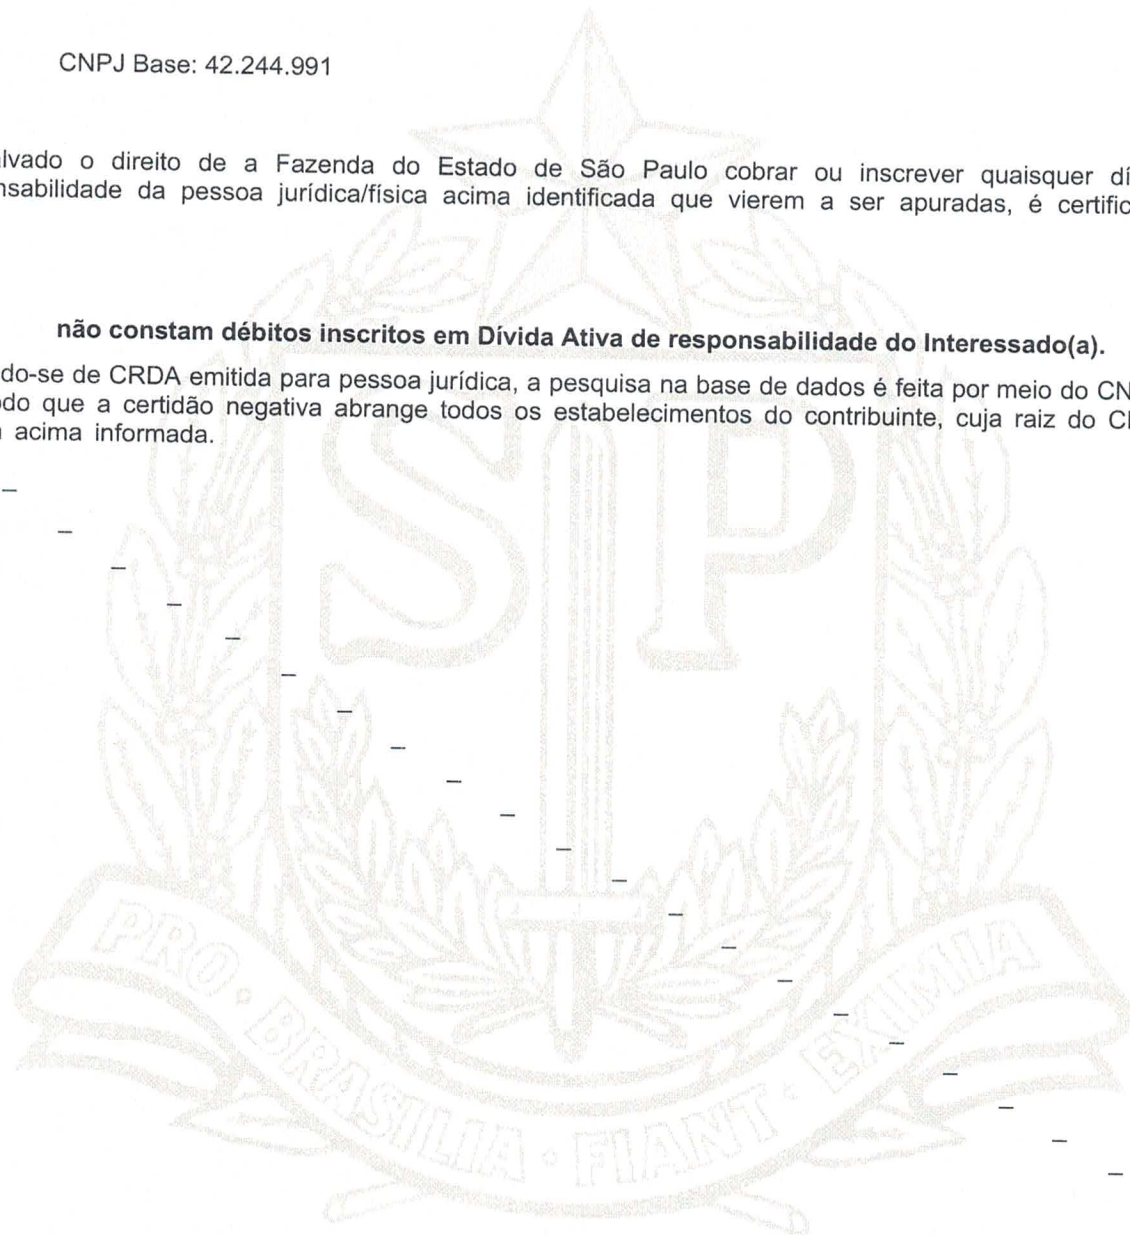 CNPJ Base: 42.244.991
lvado o direito de a Fazenda do Estado de São Paulo cobrar ou inscrever quaisquer dí
nsabilidade da pessoa jurídica/física acima identificada que vierem a ser apuradas, é certific
não constam débitos inscritos em Dívida Ativa de responsabilidade do Interessado(a).
do-se de CRDA emitida para pessoa jurídica, a pesquisa na base de dados é feita por meio do CN
do que a certidão negativa abrange todos os estabelecimentos do contribuinte, cuja raiz do C
acima informada.
SP
PRO · BRASILIA · FIANT · EXIMIA